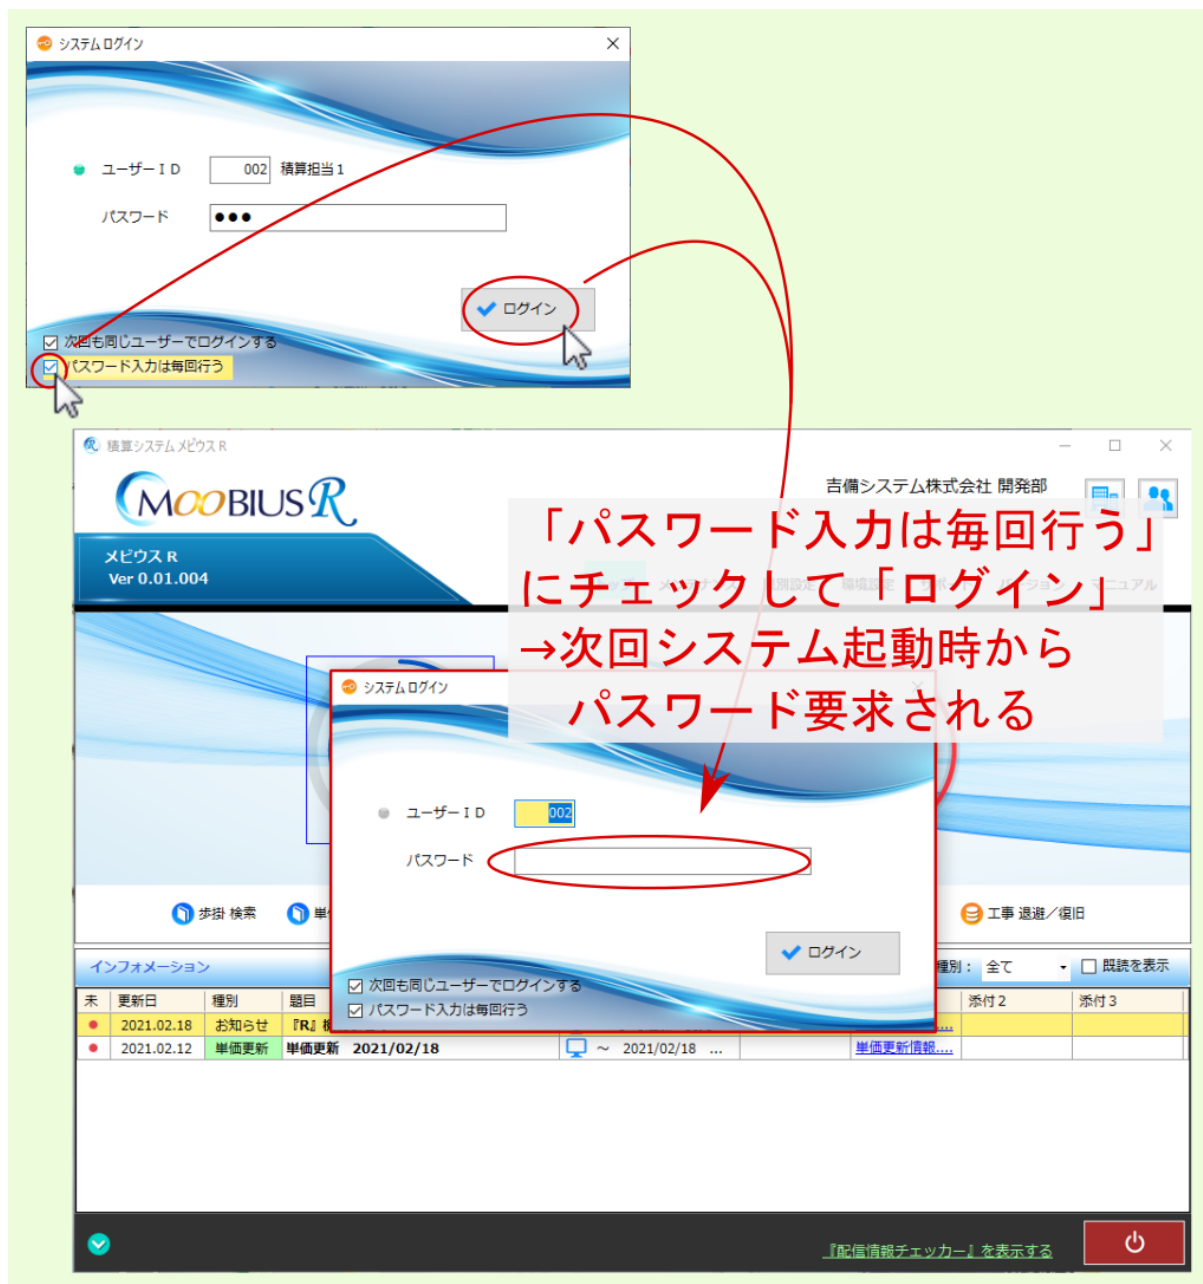 システム ログイン
ユーザーＩＤ 002 積算担当１
パスワード ●●●
ログイン
次回も同じユーザーでログインする
パスワード入力は毎回行う
積算システム メビウス R
MOOBIUS R
吉備システム株式会社 開発部
メビウス R
Ver 0.01.004
環境設定
マニュアル
「パスワード入力は毎回行う」
にチェックして「ログイン」
→次回システム起動時から
パスワード要求される
システム ログイン
ユーザーＩＤ 002
パスワード
ログイン
次回も同じユーザーでログインする
パスワード入力は毎回行う
歩掛 検索
工事 退避／復旧
インフォメーション
種別： 全て 既読を表示
未 更新日 種別 題目 添付２ 添付３
2021.02.18 お知らせ 『R』
2021.02.12 単価更新 単価更新 2021/02/18 ～ 2021/02/18 ... 単価更新情報....
『配信情報チェッカー』を表示する